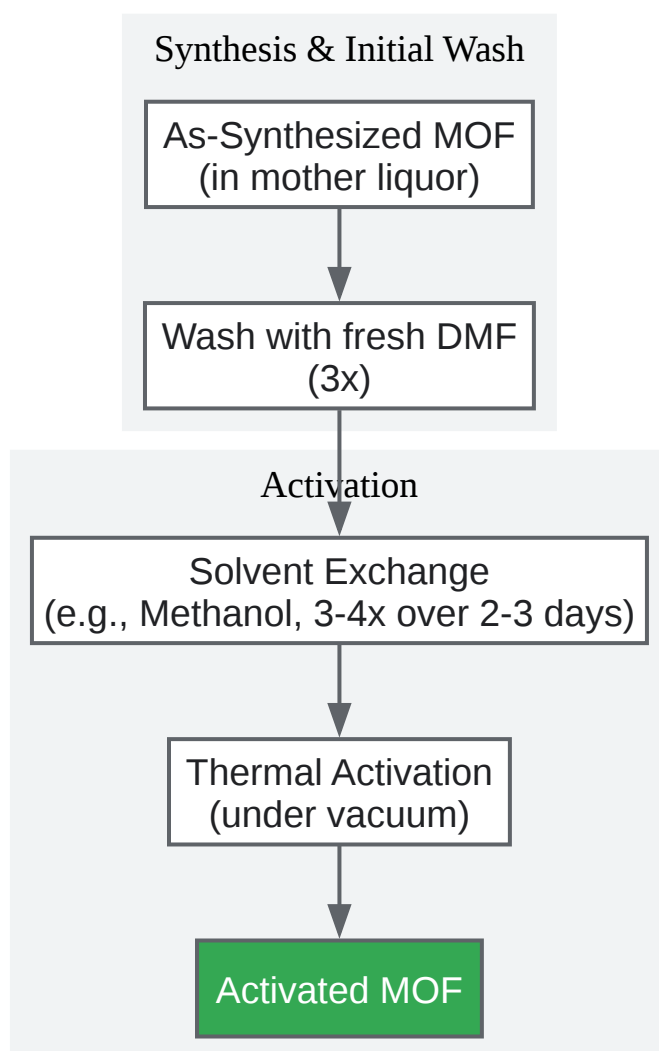 Synthesis & Initial Wash
As-Synthesized MOF
(in mother liquor)
Wash with fresh DMF
(3x)
Activation
Solvent Exchange
(e.g., Methanol, 3-4x over 2-3 days)
Thermal Activation
(under vacuum)
Activated MOF